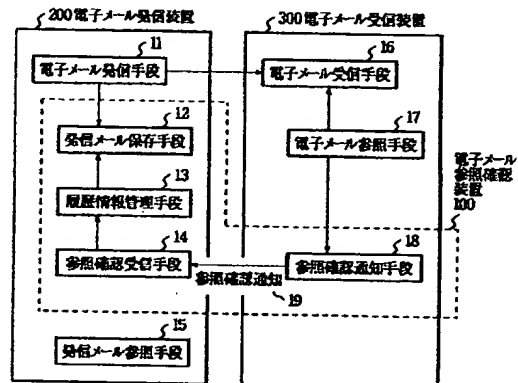 200電子メール発信装置
300電子メール受信装置
11
電子メール発信手段
16
電子メール受信手段
12
発信メール保存手段
17
電子メール参照手段
13
履歴情報管理手段
電子メール
参照確認
装置
100
14
参照確認受信手段
18
参照確認通知手段
参照確認通知
19
15
発信メール参照手段